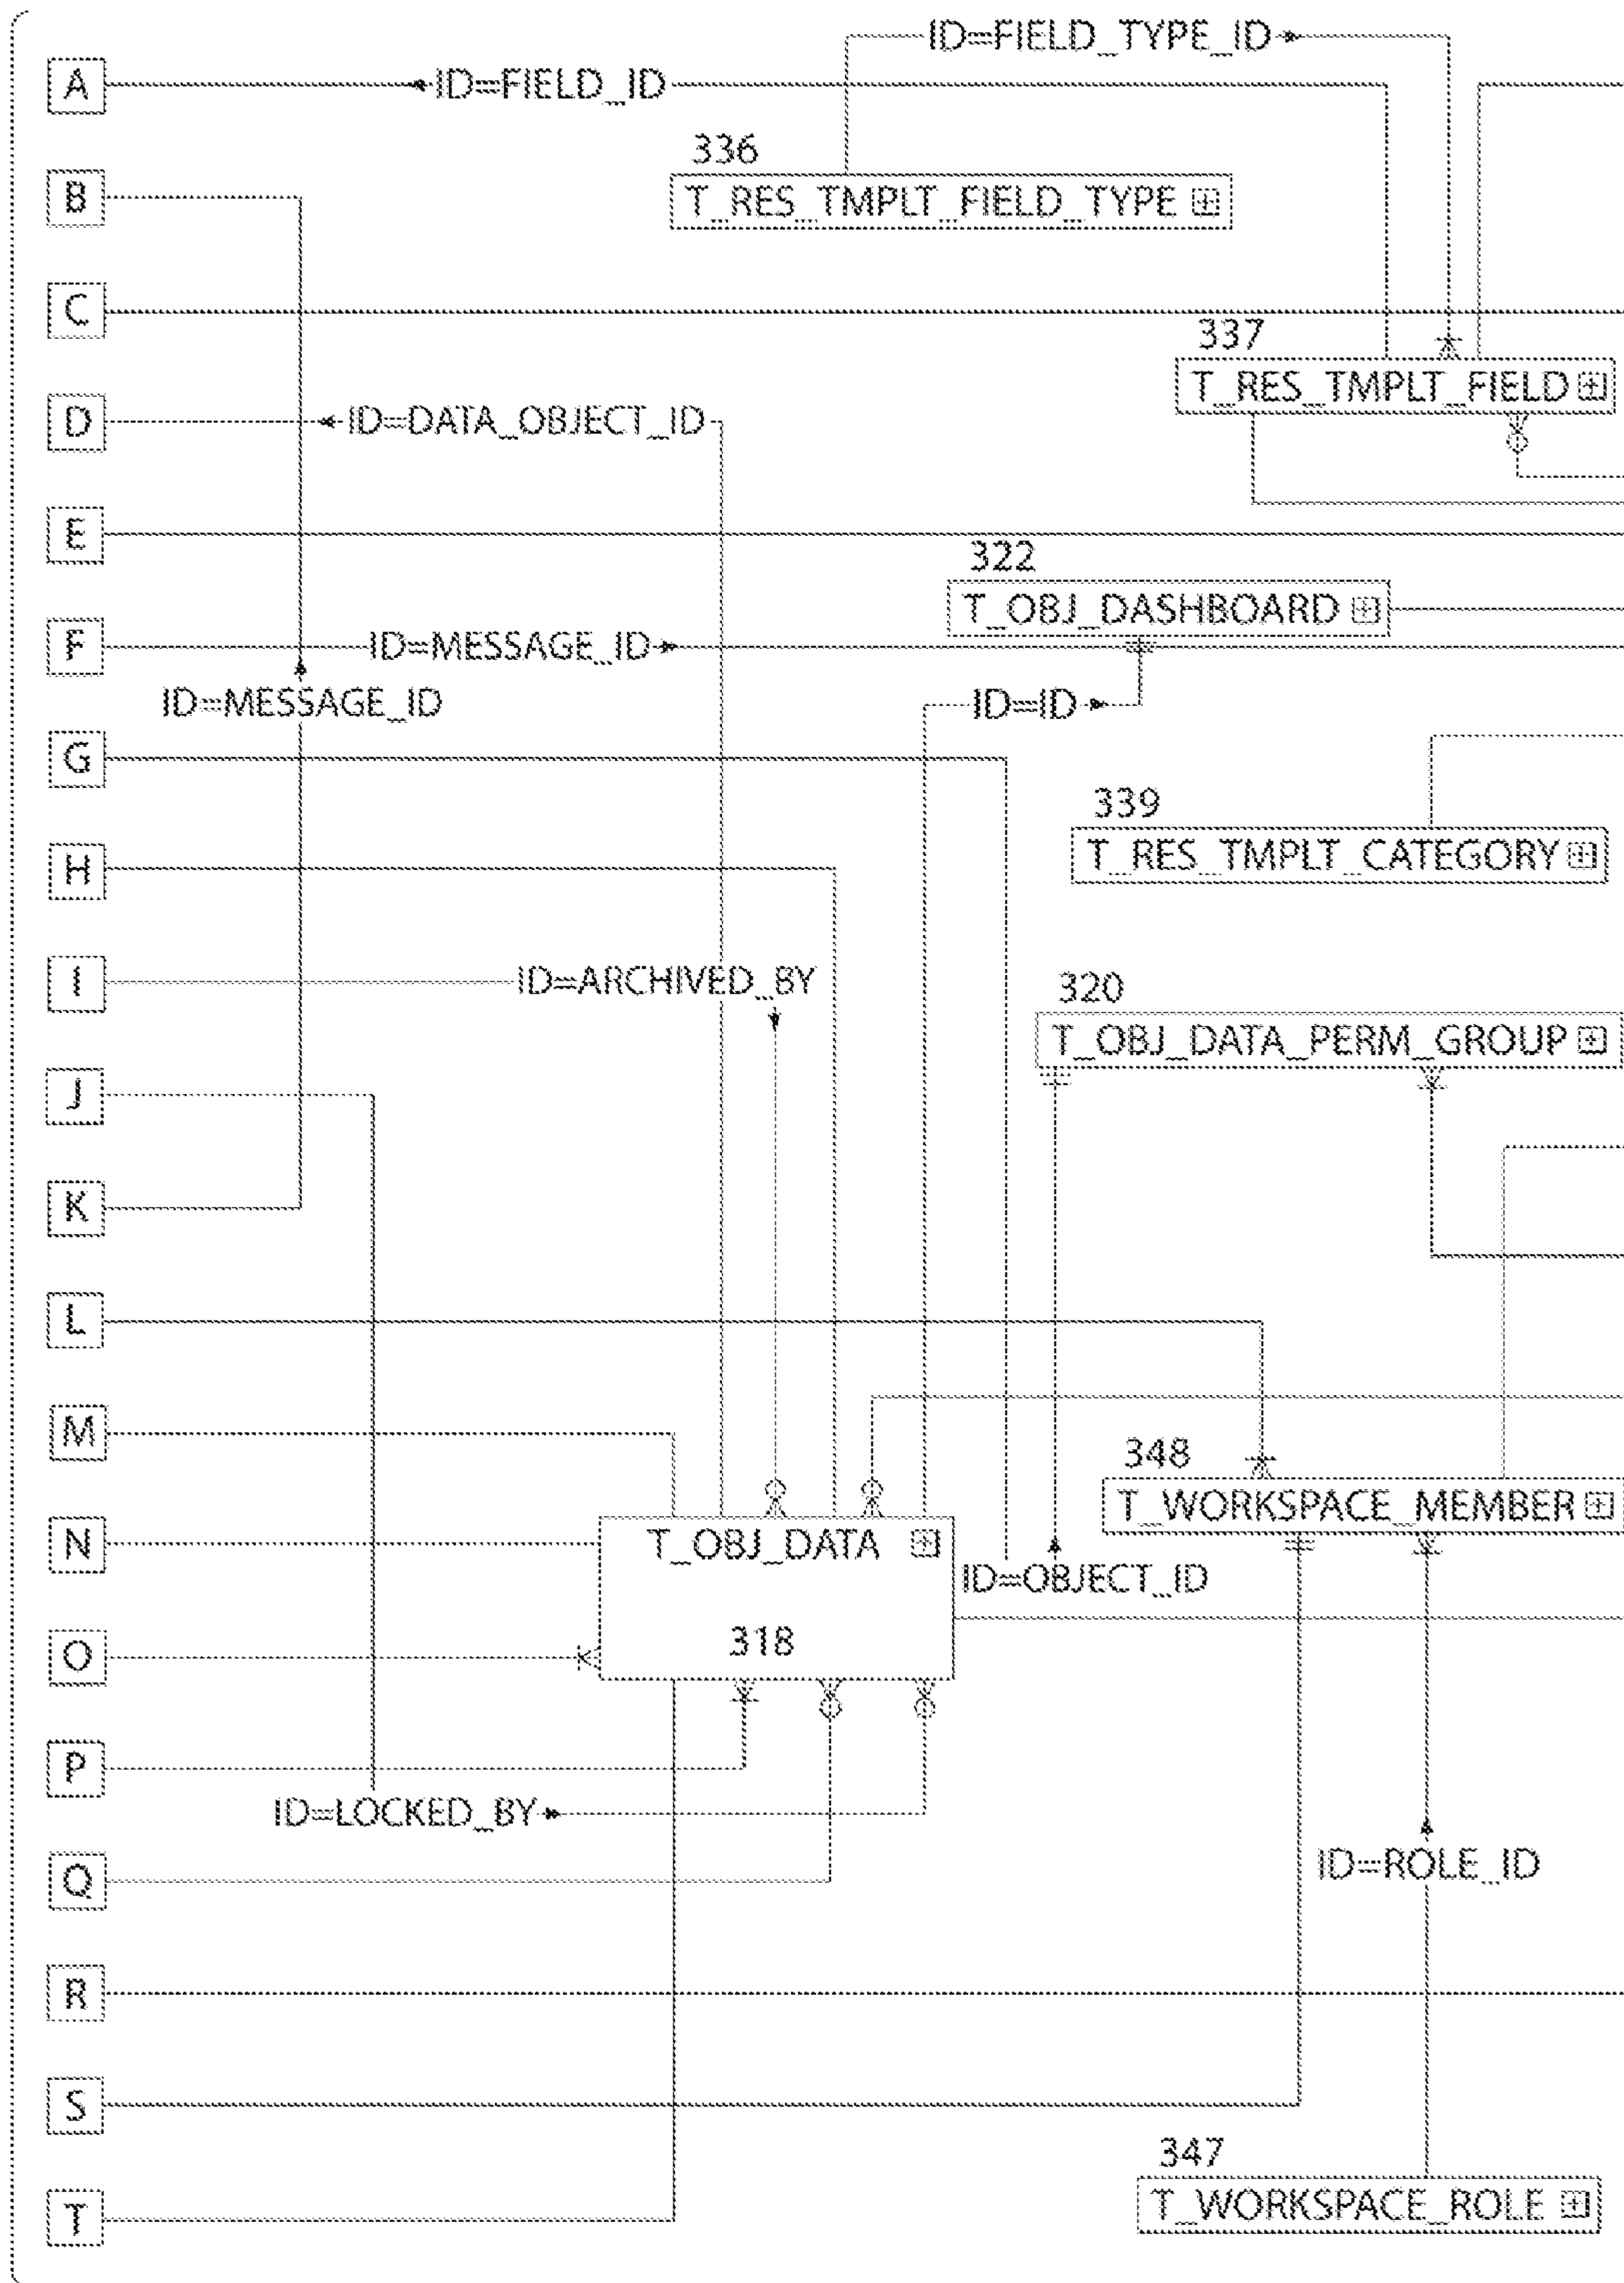 ID=FIELD_TYPE_ID
A
ID=FIELD_ID
336
T_RES_TMPLT_FIELD_TYPE
B
C
337
T_RES_TMPLT_FIELD
D
ID=DATA_OBJECT_ID
E
322
T_OBJ_DASHBOARD
F
ID=MESSAGE_ID
ID=MESSAGE_ID
ID=ID
G
339
T_RES_TMPLT_CATEGORY
H
I
ID=ARCHIVED_BY
320
T_OBJ_DATA_PERM_GROUP
J
K
L
M
348
T_WORKSPACE_MEMBER
N
T_OBJ_DATA
ID=OBJECT_ID
318
O
P
ID=LOCKED_BY
Q
ID=ROLE_ID
R
S
347
T_WORKSPACE_ROLE
T